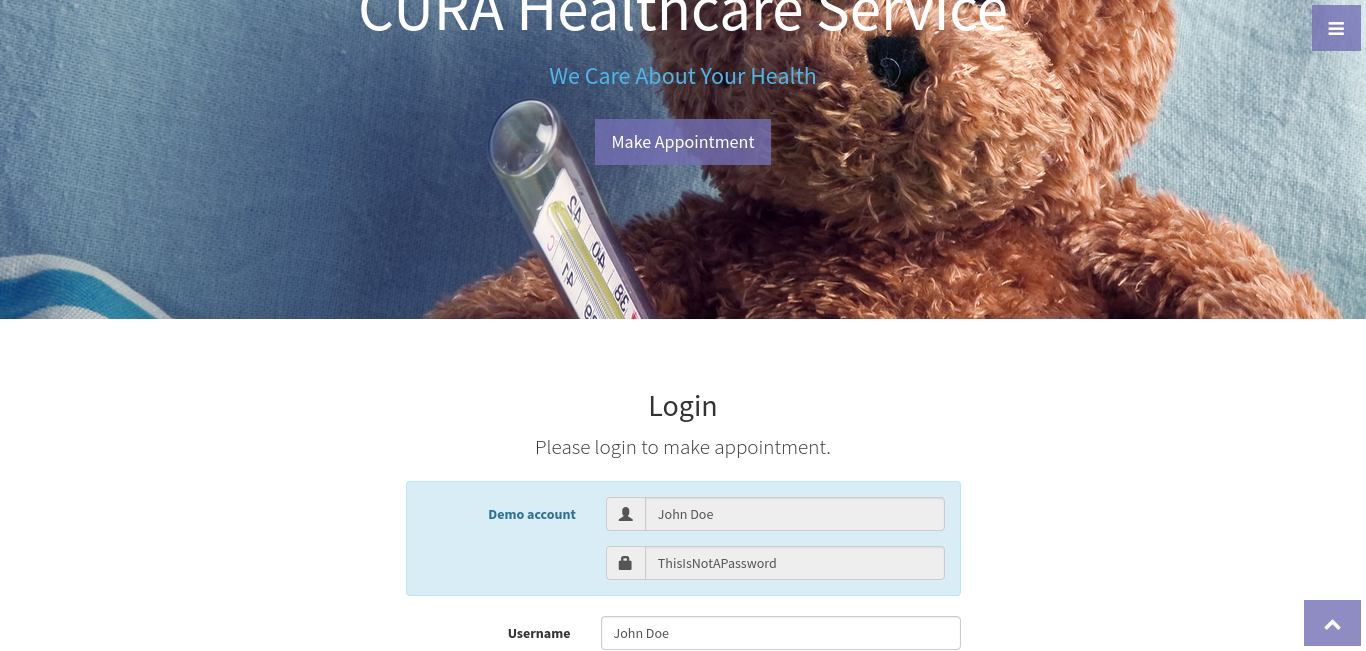 CURA Healthcare Service
We Care About Your Health
Make Appointment
Login
Please login to make appointment.
Demo account
John Doe
ThisIsNotAPassword
Username
John Doe